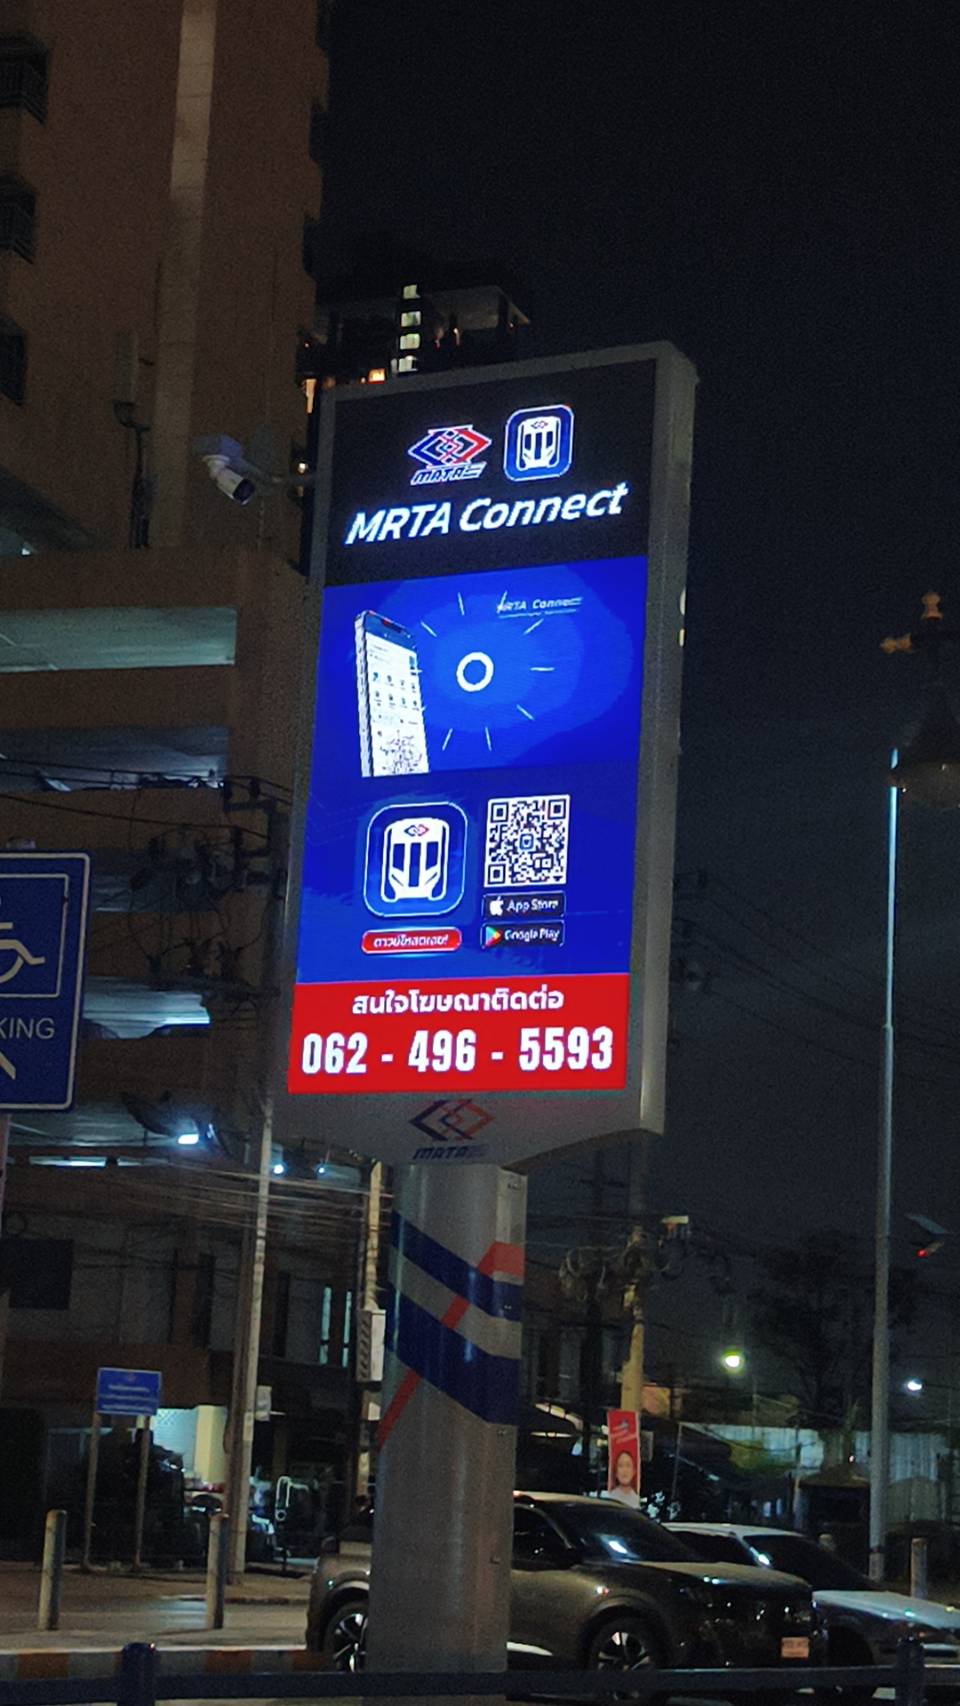 MRTA
MRTA Connect
MRTA Connect
App Store
ดาวน์โหลดเลย!
Google Play
สนใจโฆษณาติดต่อ
062 - 496 - 5593
MRTA
KING